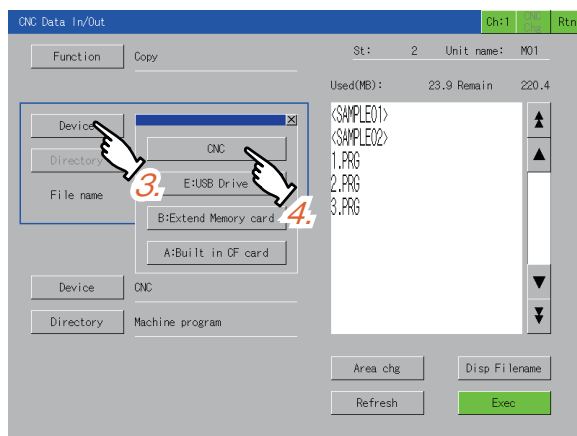 CNC Data In/Out
Ch:1
CNC Chg
Rtn
Function
Copy
St: 2 Unit name: M01
Used(MB): 23.9 Remain 220.4
Device
Directory
File name
CNC
E:USB Drive
B:Extend Memory card
A:Built in CF card
3.
4.
<SAMPLE01>
<SAMPLE02>
1.PRG
2.PRG
3.PRG
Device
CNC
Directory
Machine program
Area chg
Disp Filename
Refresh
Exec